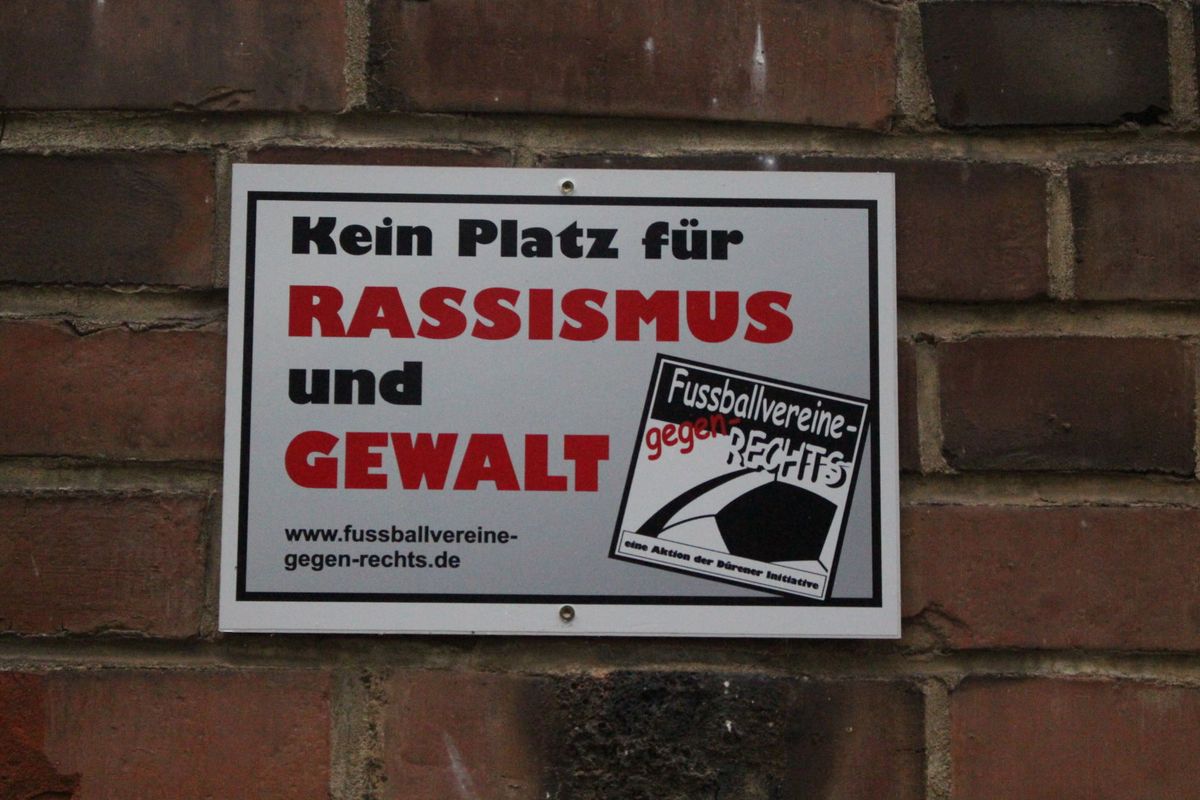 Kein Platz für
RASSISMUS
und
GEWALT
www.fussballvereine-
gegen-rechts.de
Fussballvereine-
gegen-
RECHTS
eine Aktion der Dürener Initiative